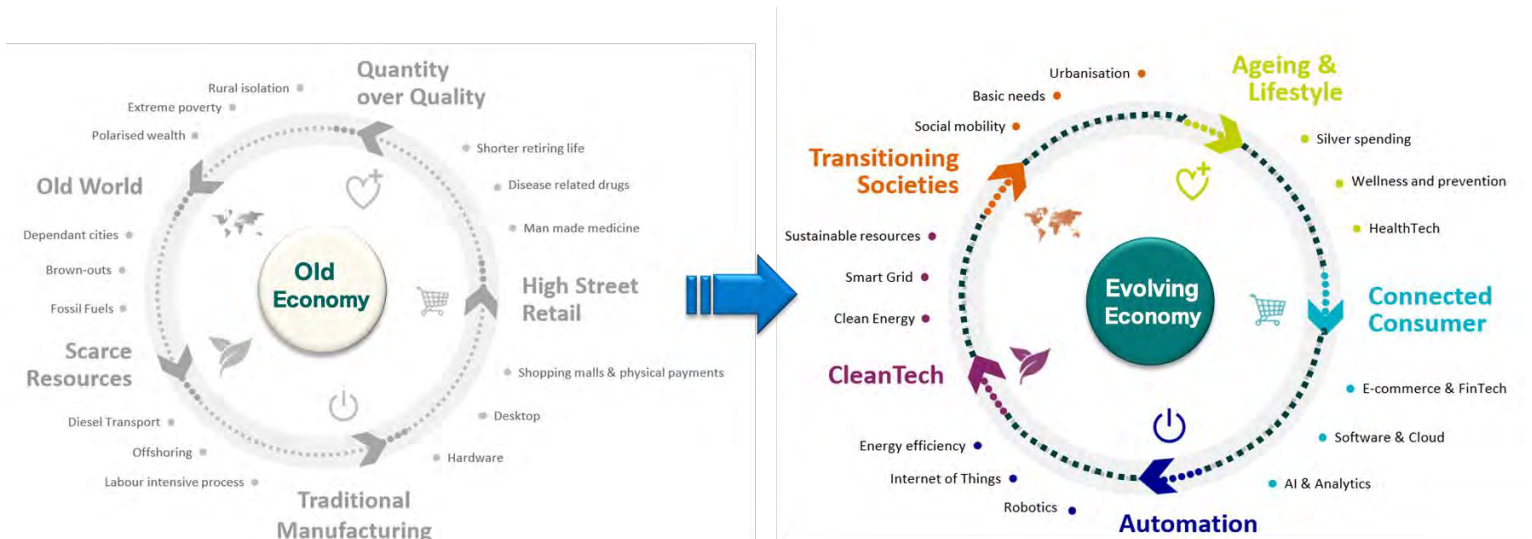 Quantity
over Quality
Rural isolation
Extreme poverty
Polarised wealth
Old World
Dependant cities
Brown-outs
Fossil Fuels
Scarce
Resources
Diesel Transport
Offshoring
Labour intensive process
Traditional
Manufacturing
Hardware
Desktop
Shopping malls & physical payments
High Street
Retail
Man made medicine
Disease related drugs
Shorter retiring life
Old
Economy
Ageing &
Lifestyle
Urbanisation
Basic needs
Social mobility
Transitioning
Societies
Sustainable resources
Smart Grid
Clean Energy
CleanTech
Energy efficiency
Internet of Things
Robotics
Automation
AI & Analytics
Software & Cloud
E-commerce & FinTech
Connected
Consumer
HealthTech
Wellness and prevention
Silver spending
Evolving
Economy